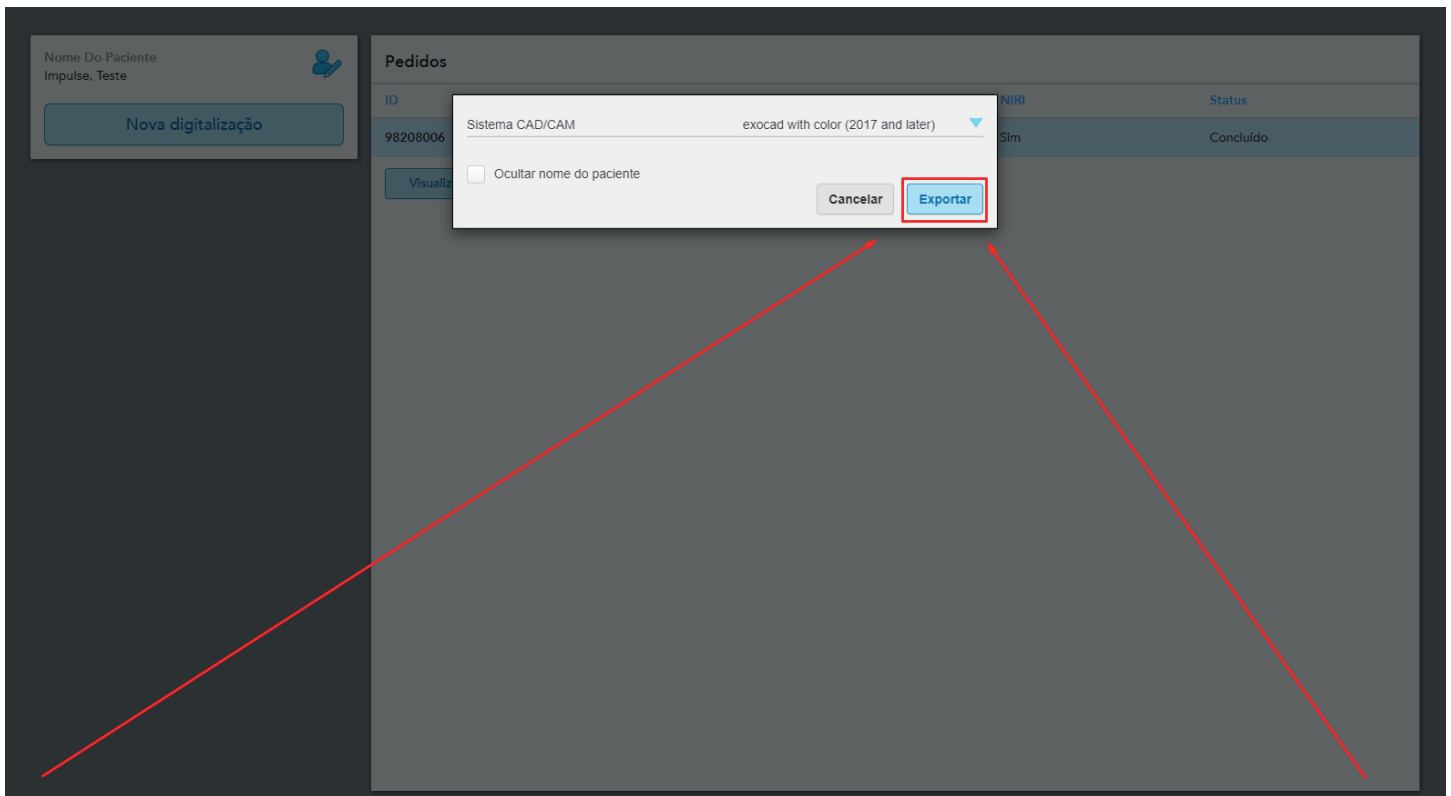 Nome Do Paciente
Impulse, Teste
Nova digitalização
Pedidos
ID NIRI Status
98208006 Sim Concluído
Sistema CAD/CAM exocad with color (2017 and later)
Ocultar nome do paciente
Cancelar Exportar